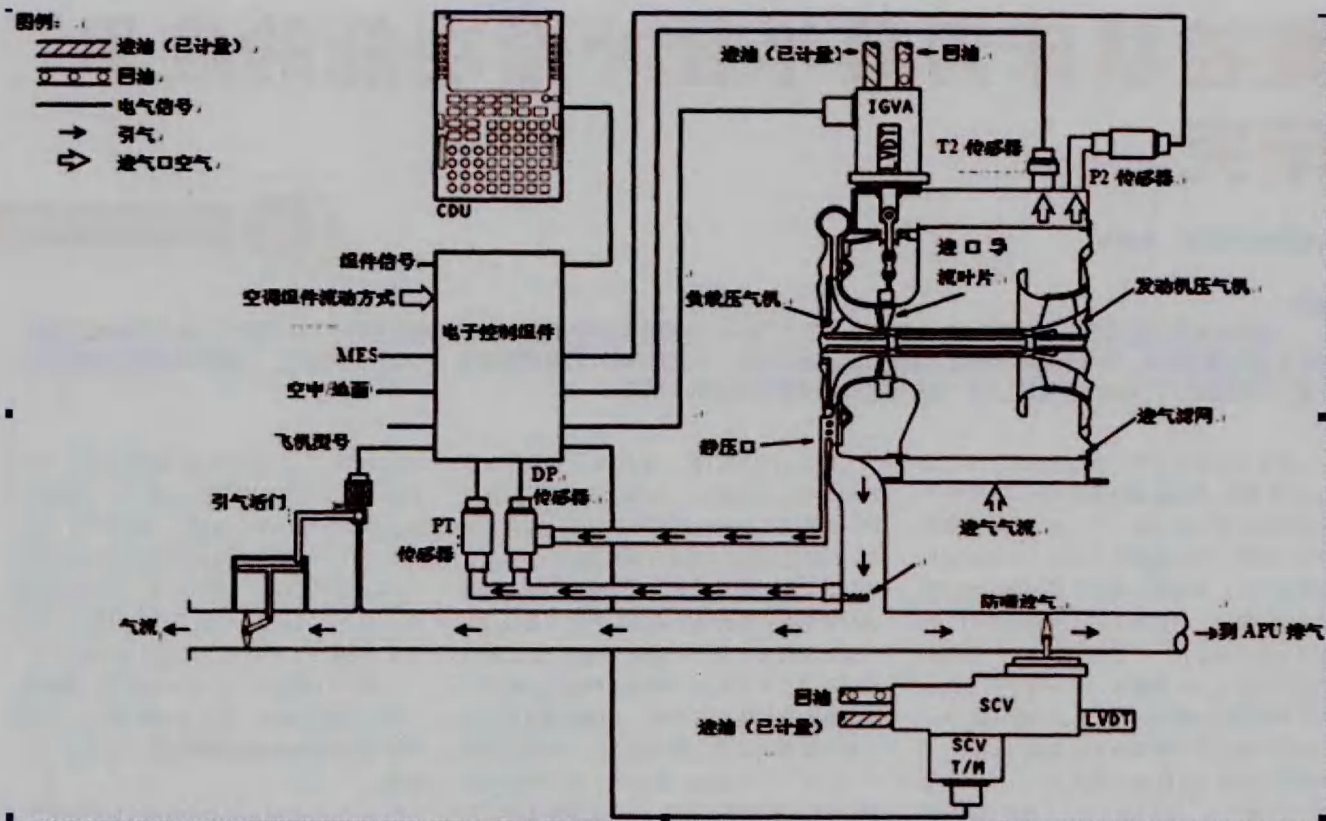 图例:
进油（已计量）
回油
电气信号
引气
进气口空气
CDU
进油（已计量）
回油
IGVA
LVDT
T2 传感器
P2 传感器
组件信号
空调组件流动方式
电子控制组件
MES
空中/地面
飞机型号
负载压气机
进口导
流叶片
发动机压气机
静压口
进气滤网
进气气流
引气活门
PT
传感器
DP
传感器
气流
防喘放气
到 APU 排气
回油
进油（已计量）
SCV
LVDT
SCV
T/M